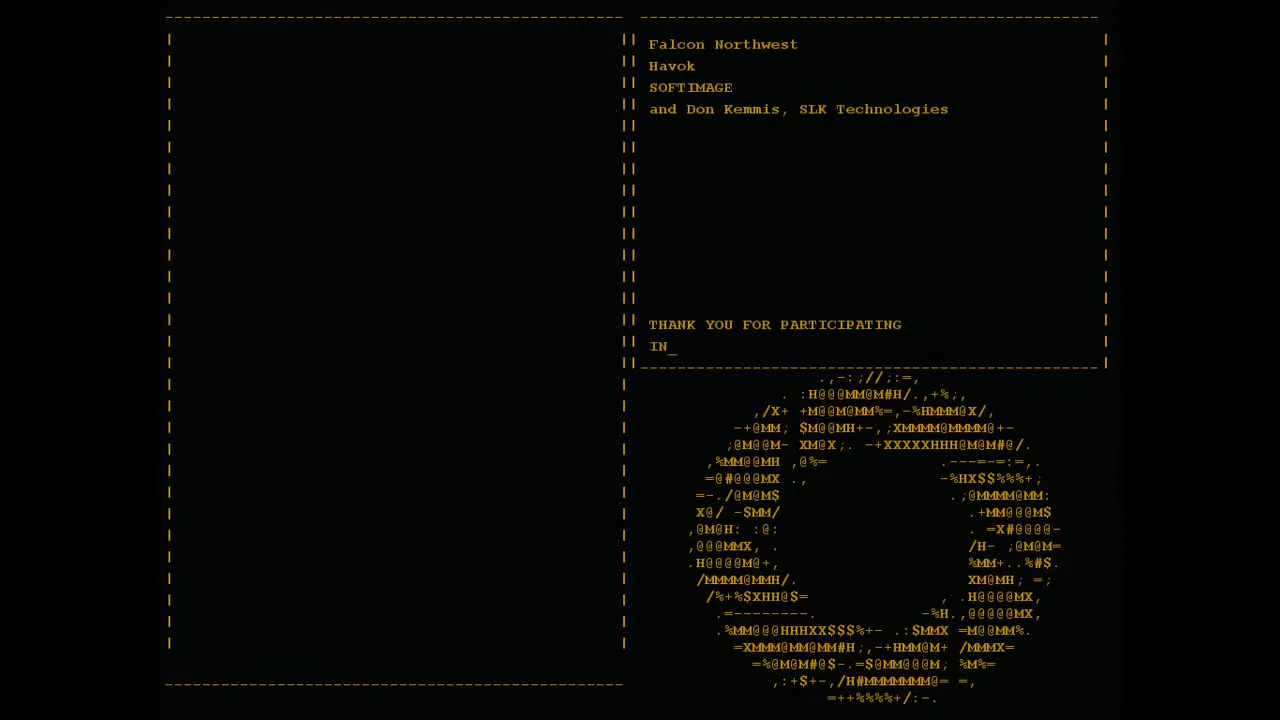 Falcon Northwest
Havok
SOFTIMAGE
and Don Kemmis, SLK Technologies
THANK YOU FOR PARTICIPATING
IN_